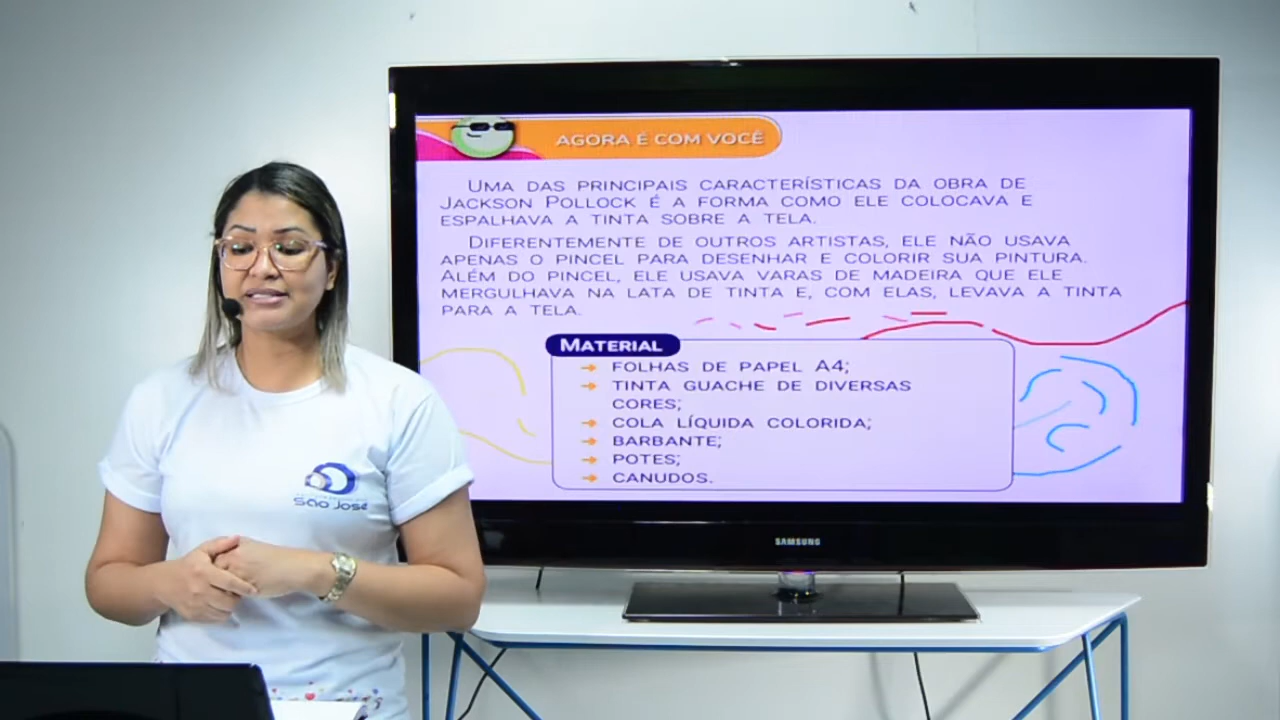 AGORA É COM VOCÊ
UMA DAS PRINCIPAIS CARACTERÍSTICAS DA OBRA DE
JACKSON POLLOCK É A FORMA COMO ELE COLOCAVA E
ESPALHAVA A TINTA SOBRE A TELA.
DIFERENTEMENTE DE OUTROS ARTISTAS, ELE NÃO USAVA
APENAS O PINCEL PARA DESENHAR E COLORIR SUA PINTURA.
ALÉM DO PINCEL, ELE USAVA VARAS DE MADEIRA QUE ELE
MERGULHAVA NA LATA DE TINTA E, COM ELAS, LEVAVA A TINTA
PARA A TELA.
MATERIAL
FOLHAS DE PAPEL A4;
TINTA GUACHE DE DIVERSAS
CORES;
COLA LÍQUIDA COLORIDA;
BARBANTE;
POTES;
CANUDOS.
São José
SAMSUNG